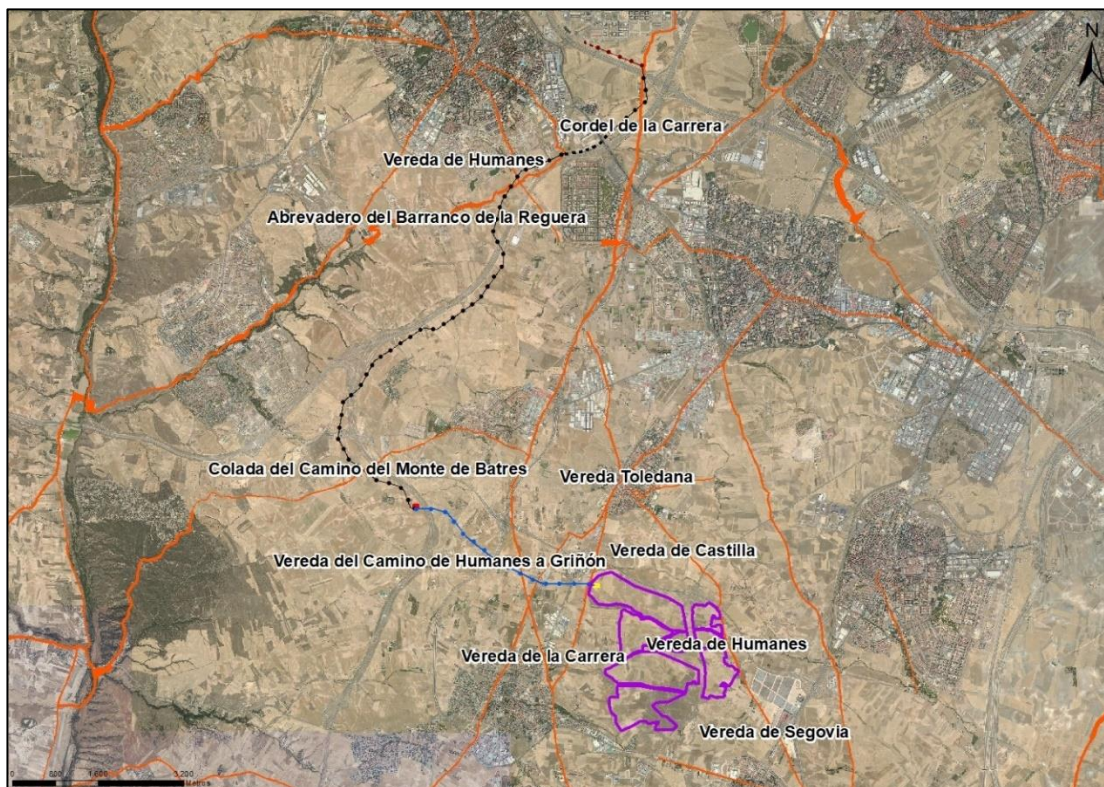 N
Cordel de la Carrera
Vereda de Humanes
Abrevadero del Barranco de la Reguera
Colada del Camino del Monte de Batres
Vereda Toledana
Vereda de Castilla
Vereda del Camino de Humanes a Griñón
Vereda de Humanes
Vereda de la Carrera
Vereda de Segovia
0 800 1.600 3.200
Metros